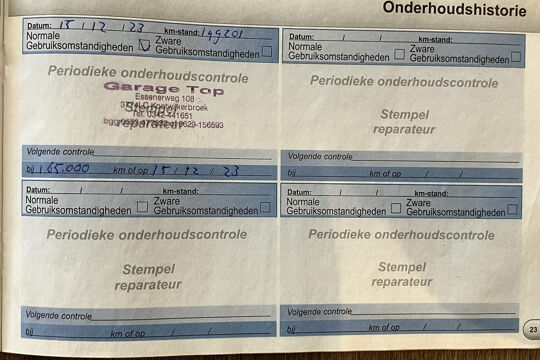 Onderhoudshistorie
Datum: 15 / 12 / 23 km-stand: 149201
Normale Gebruiksomstandigheden Zware Gebruiksomstandigheden
Periodieke onderhoudscontrole
Garage Top
Essenerweg 108
Kootwijkerbroek
Tel. 0342-441651
Stempel
reparateur
Volgende controle
bij 165.000 km of op 15 / 12 / 23
Datum: / / km-stand:
Normale Gebruiksomstandigheden Zware Gebruiksomstandigheden
Periodieke onderhoudscontrole
Stempel
reparateur
Volgende controle
bij km of op / /
Datum: / / km-stand:
Normale Gebruiksomstandigheden Zware Gebruiksomstandigheden
Periodieke onderhoudscontrole
Stempel
reparateur
Volgende controle
bij km of op / /
Datum: / / km-stand:
Normale Gebruiksomstandigheden Zware Gebruiksomstandigheden
Periodieke onderhoudscontrole
Stempel
reparateur
Volgende controle
bij km of op / /
23